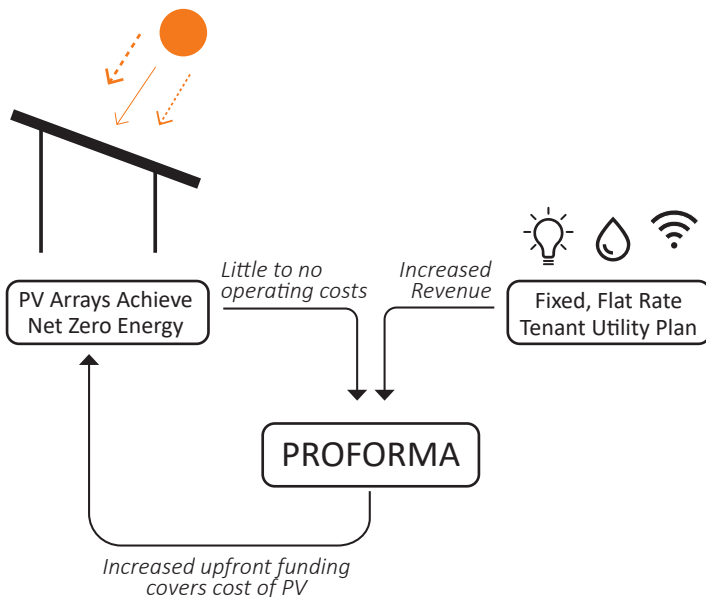 Little to no
operating costs
Increased
Revenue
PV Arrays Achieve
Net Zero Energy
Fixed, Flat Rate
Tenant Utility Plan
PROFORMA
Increased upfront funding
covers cost of PV